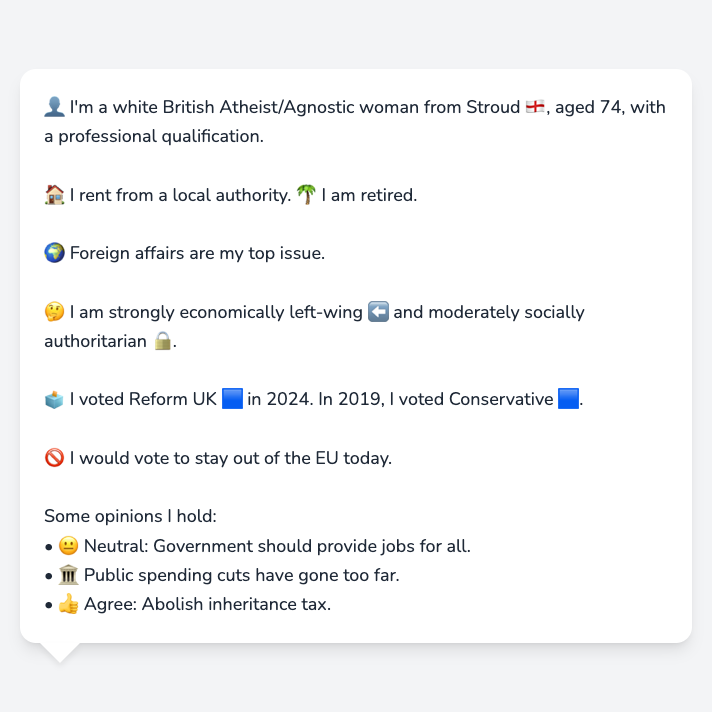 👤 I'm a white British Atheist/Agnostic woman from Stroud 🏴󠁧󠁢󠁥󠁮󠁧󠁿, aged 74, with
a professional qualification.
🏠 I rent from a local authority. 🌴 I am retired.
🌍 Foreign affairs are my top issue.
🤔 I am strongly economically left-wing ⬅️ and moderately socially
authoritarian 🔒.
🗳️ I voted Reform UK 🟦 in 2024. In 2019, I voted Conservative 🟦.
🚫 I would vote to stay out of the EU today.
Some opinions I hold:
• 😐 Neutral: Government should provide jobs for all.
• 🏛️ Public spending cuts have gone too far.
• 👍 Agree: Abolish inheritance tax.